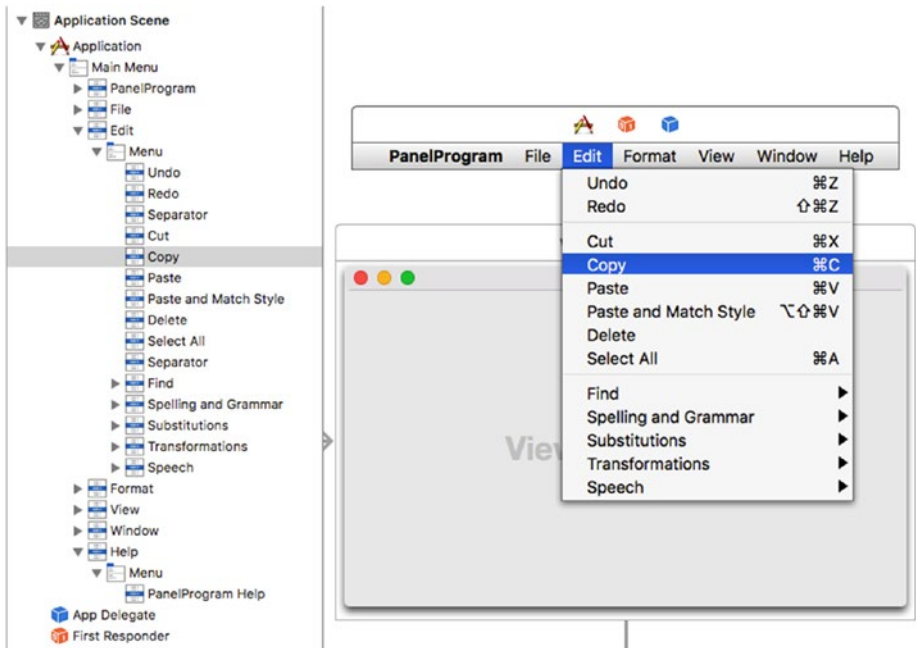 Application Scene
Application
Main Menu
PanelProgram
File
Edit
Menu
Undo
Redo
Separator
Cut
Copy
Paste
Paste and Match Style
Delete
Select All
Separator
Find
Spelling and Grammar
Substitutions
Transformations
Speech
Format
View
Window
Help
Menu
PanelProgram Help
App Delegate
First Responder
PanelProgram File Edit Format View Window Help
Undo ⌘Z
Redo ⇧⌘Z
Cut ⌘X
Copy ⌘C
Paste ⌘V
Paste and Match Style ⌥⇧⌘V
Delete
Select All ⌘A
Find
Spelling and Grammar
Substitutions
Transformations
Speech